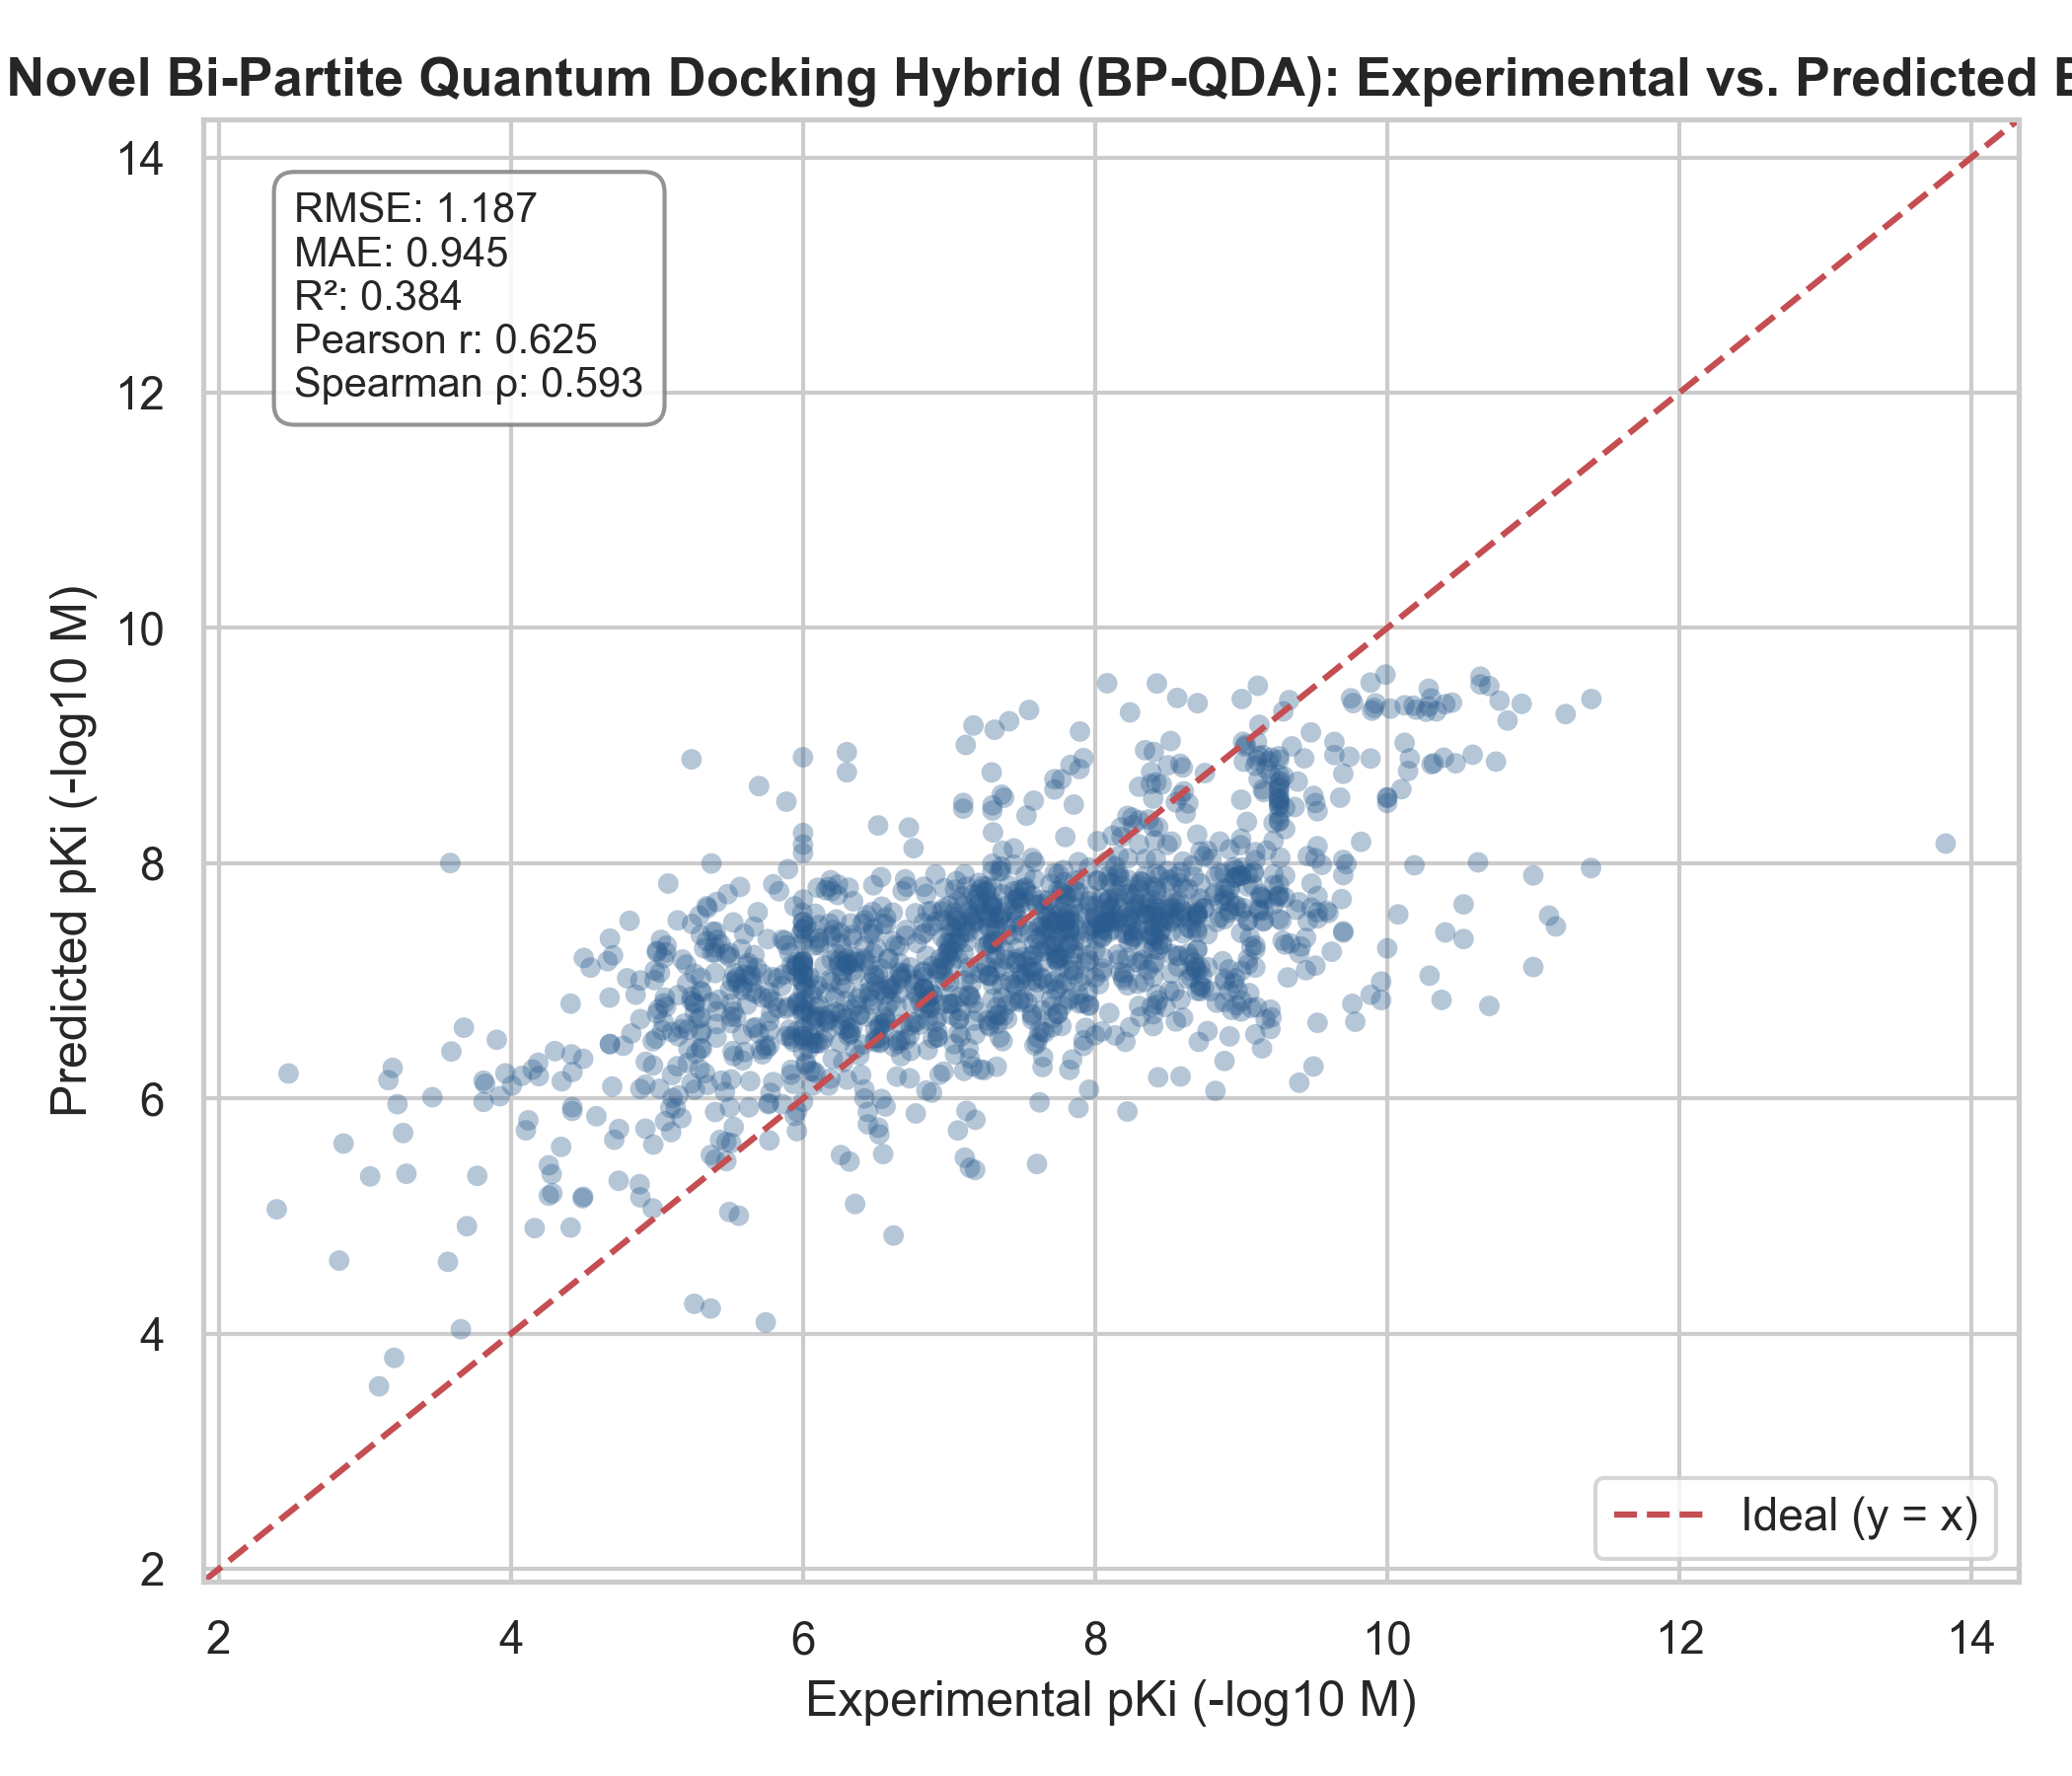 Novel Bi-Partite Quantum Docking Hybrid (BP-QDA): Experimental vs. Predicted
RMSE: 1.187
MAE: 0.945
R²: 0.384
Pearson r: 0.625
Spearman ρ: 0.593
14
12
10
8
6
4
2
Predicted pKi (-log10 M)
Ideal (y = x)
2 4 6 8 10 12 14
Experimental pKi (-log10 M)